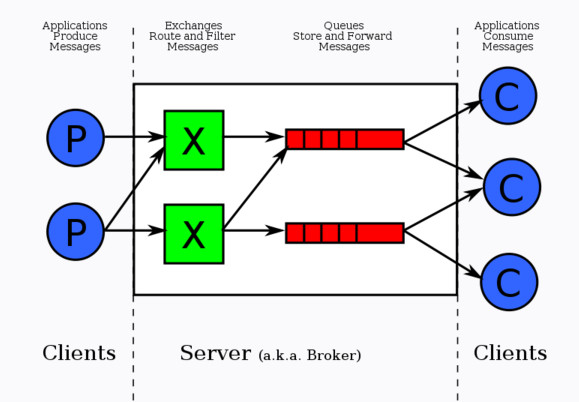 Applications
Produce
Messages
Exchanges
Route and Filter
Messages
Queues
Store and Forward
Messages
Applications
Consume
Messages
P
X
C
P
X
C
C
Clients
Server (a.k.a. Broker)
Clients